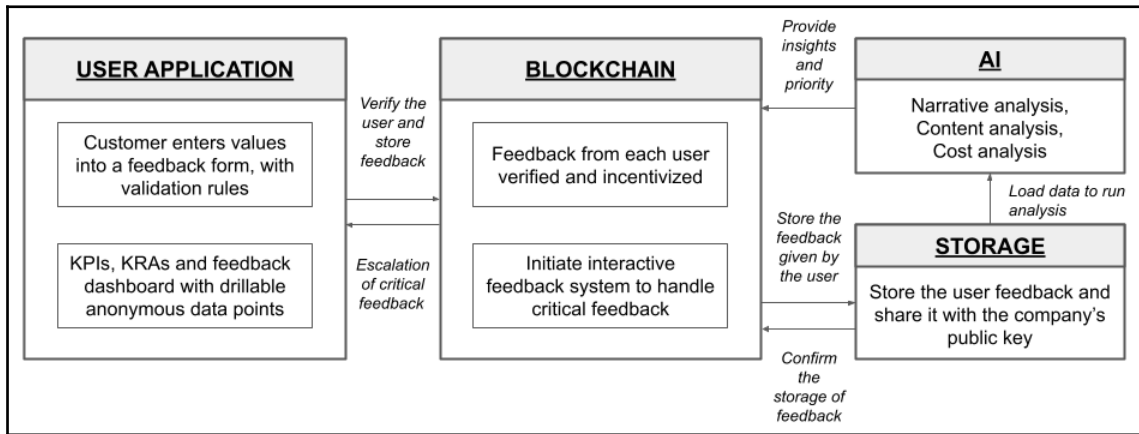 USER APPLICATION
Customer enters values
into a feedback form, with
validation rules
KPIs, KRAs and feedback
dashboard with drillable
anonymous data points
Verify the
user and
store
feedback
Escalation
of critical
feedback
BLOCKCHAIN
Feedback from each user
verified and incentivized
Initiate interactive
feedback system to handle
critical feedback
Provide
insights
and
priority
Store the
feedback
given by
the user
Confirm
the
storage of
feedback
AI
Narrative analysis,
Content analysis,
Cost analysis
Load data to run
analysis
STORAGE
Store the user feedback and
share it with the company's
public key